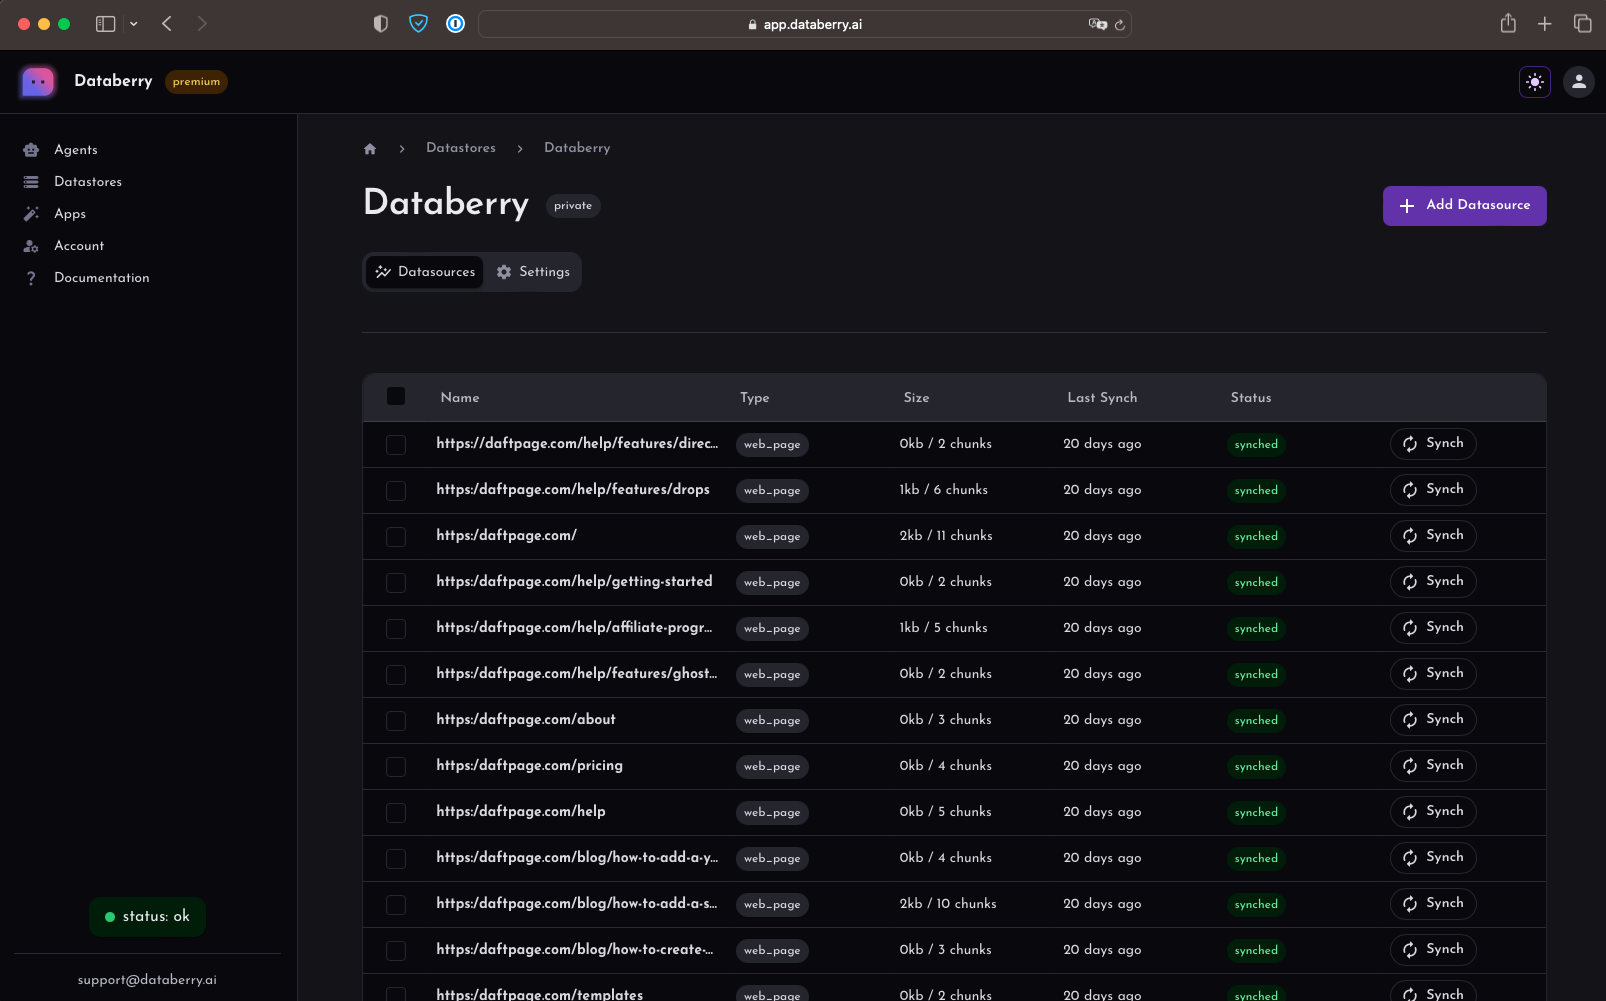 app.databerry.ai
Databerry premium
Agents
Datastores
Apps
Account
Documentation
status: ok
support@databerry.ai
Datastores Databerry
Databerry private
Add Datasource
Datasources Settings
Name Type Size Last Synch Status
https://daftpage.com/help/features/direc... web_page 0kb / 2 chunks 20 days ago synched Synch
https:/daftpage.com/help/features/drops web_page 1kb / 6 chunks 20 days ago synched Synch
https:/daftpage.com/ web_page 2kb / 11 chunks 20 days ago synched Synch
https:/daftpage.com/help/getting-started web_page 0kb / 2 chunks 20 days ago synched Synch
https:/daftpage.com/help/affiliate-progr... web_page 1kb / 5 chunks 20 days ago synched Synch
https:/daftpage.com/help/features/ghost... web_page 0kb / 2 chunks 20 days ago synched Synch
https:/daftpage.com/about web_page 0kb / 3 chunks 20 days ago synched Synch
https:/daftpage.com/pricing web_page 0kb / 4 chunks 20 days ago synched Synch
https:/daftpage.com/help web_page 0kb / 5 chunks 20 days ago synched Synch
https:/daftpage.com/blog/how-to-add-a-y... web_page 0kb / 4 chunks 20 days ago synched Synch
https:/daftpage.com/blog/how-to-add-a-s... web_page 2kb / 10 chunks 20 days ago synched Synch
https:/daftpage.com/blog/how-to-create-... web_page 0kb / 3 chunks 20 days ago synched Synch
https:/daftpage.com/templates web_page 0kb / 2 chunks 20 days ago synched Synch